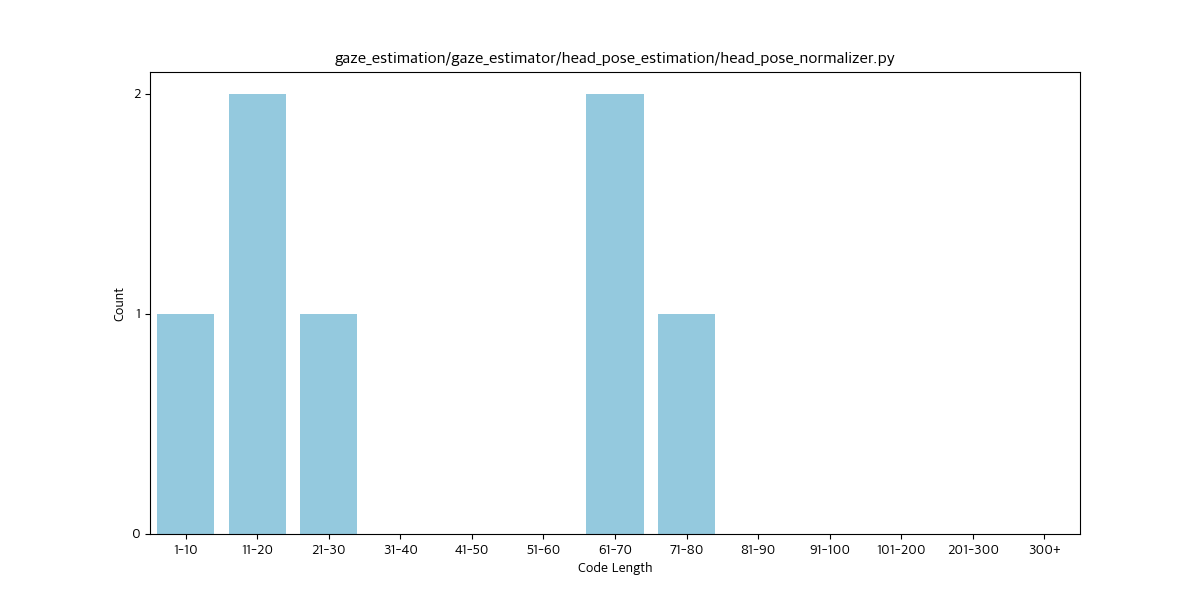 gaze_estimation/gaze_estimator/head_pose_estimation/head_pose_normalizer.py
2
1
0
Count
1-10 11-20 21-30 31-40 41-50 51-60 61-70 71-80 81-90 91-100 101-200 201-300 300+
Code Length